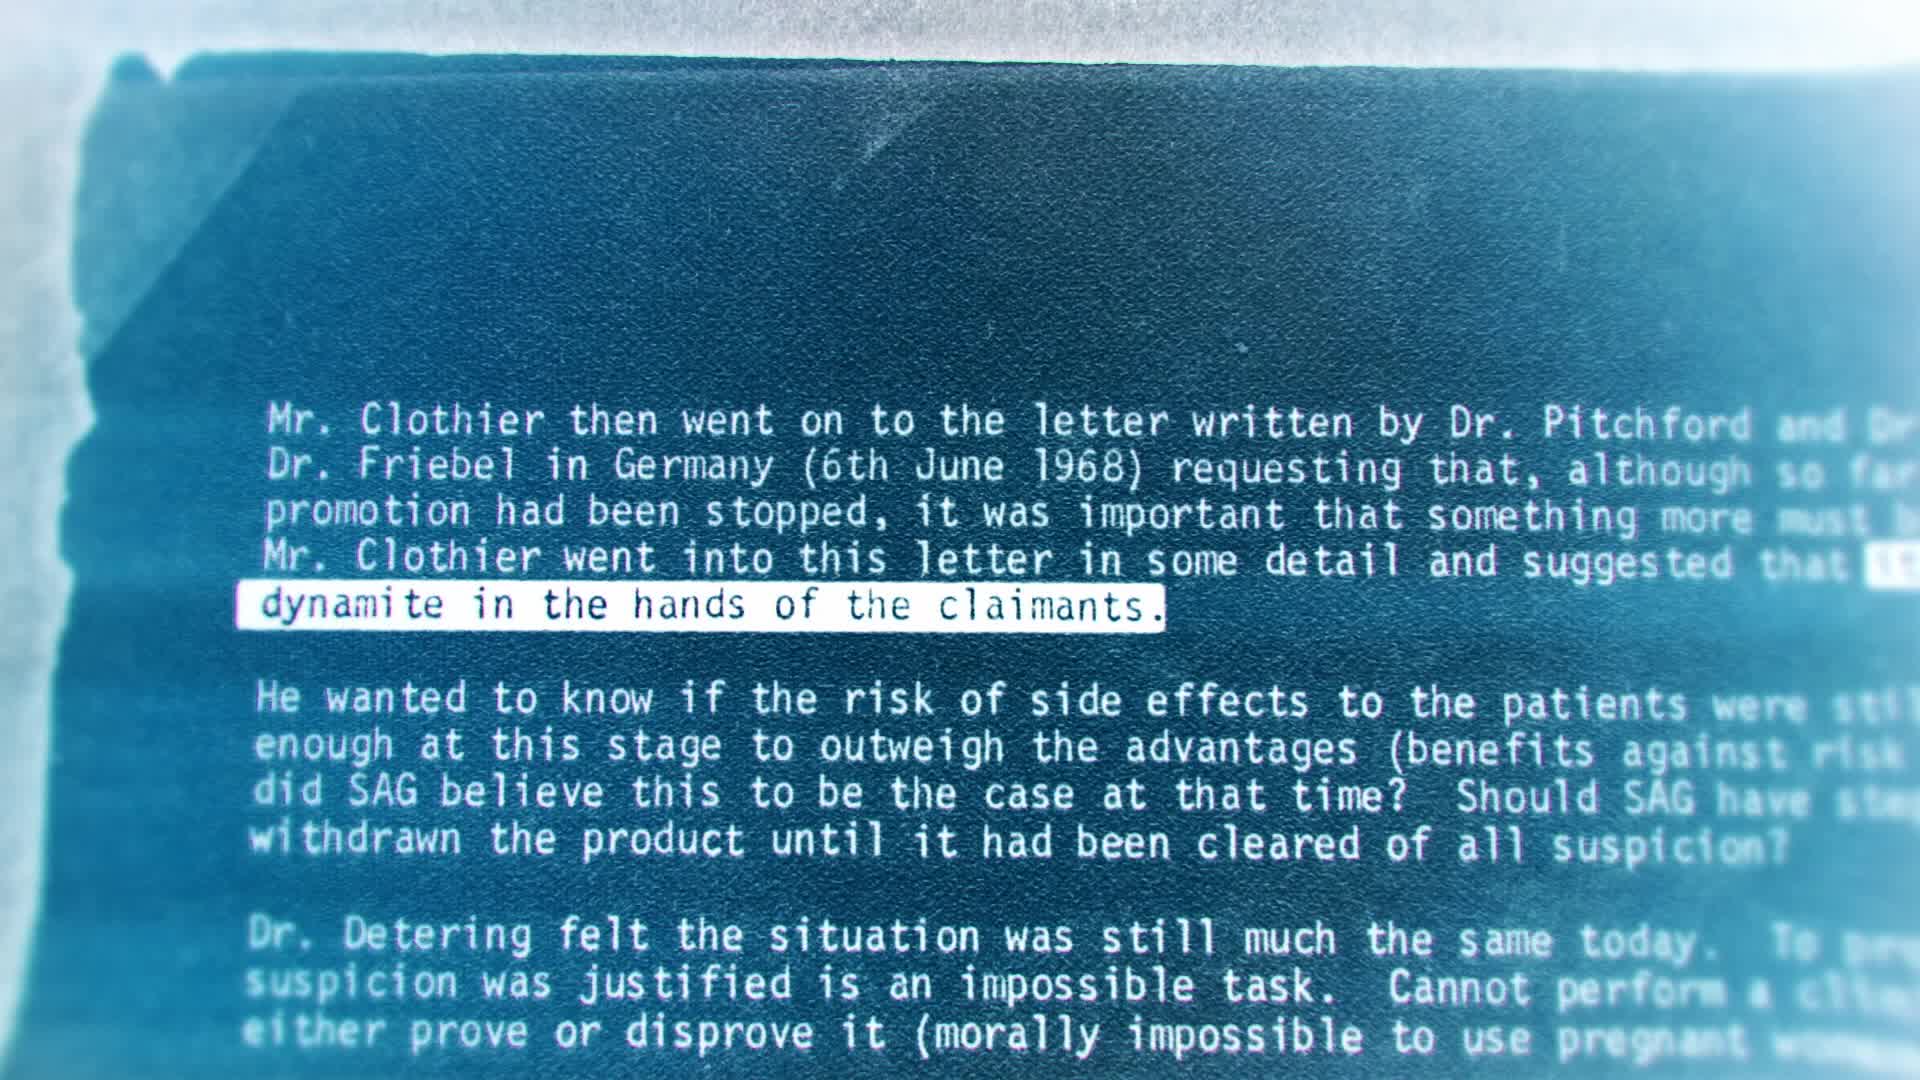 Mr. Clothier then went on to the letter written by Dr. Pitchford and Dr
Dr. Friebel in Germany (6th June 1968) requesting that, although so far
promotion had been stopped, it was important that something more must
Mr. Clothier went into this letter in some detail and suggested that
dynamite in the hands of the claimants.
He wanted to know if the risk of side effects to the patients were
enough at this stage to outweigh the advantages (benefits against risk
did SAG believe this to be the case at that time? Should SAG have
withdrawn the product until it had been cleared of all suspicion?
Dr. Detering felt the situation was still much the same today. To
suspicion was justified is an impossible task. Cannot perform a
either prove or disprove it (morally impossible to use pregnant